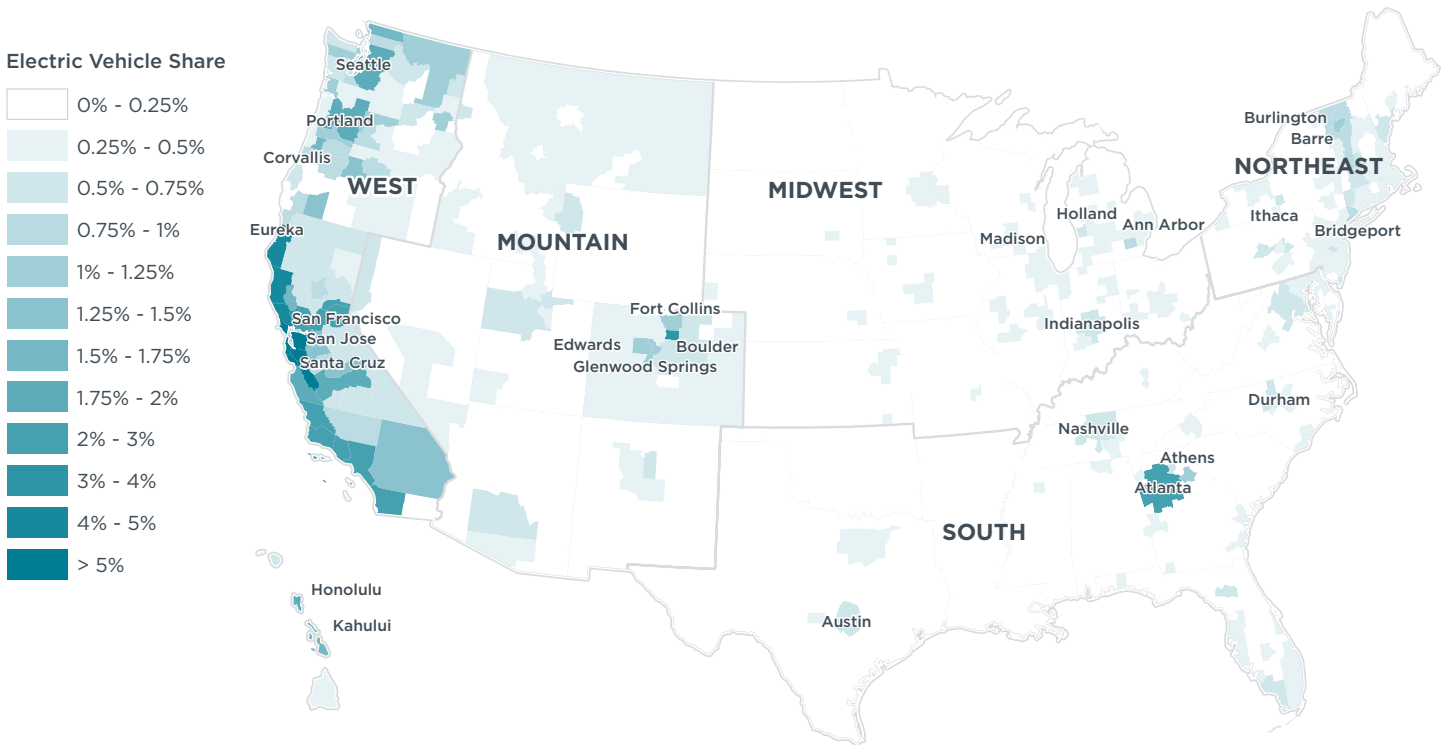 Electric Vehicle Share
0% - 0.25%
0.25% - 0.5%
0.5% - 0.75%
0.75% - 1%
1% - 1.25%
1.25% - 1.5%
1.5% - 1.75%
1.75% - 2%
2% - 3%
3% - 4%
4% - 5%
> 5%
Seattle
Portland
Corvallis
WEST
Eureka
San Francisco
San Jose
Santa Cruz
Honolulu
Kahului
MOUNTAIN
Fort Collins
Edwards
Boulder
Glenwood Springs
MIDWEST
Holland
Ann Arbor
Madison
Indianapolis
Burlington
Barre
NORTHEAST
Ithaca
Bridgeport
Durham
Nashville
Athens
Atlanta
SOUTH
Austin